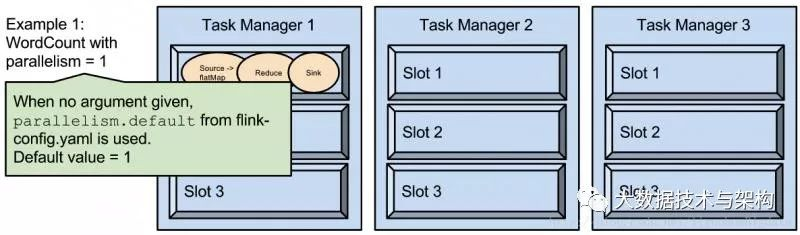 Example 1:
WordCount with
parallelism = 1
When no argument given,
parallelism.default from flink-
config.yaml is used.
Default value = 1
Task Manager 1
Source ->
flatMap
Reduce
Sink
Slot 3
Task Manager 2
Slot 1
Slot 2
Slot 3
Task Manager 3
Slot 1
Slot 2
Slot 3
大数据技术与架构